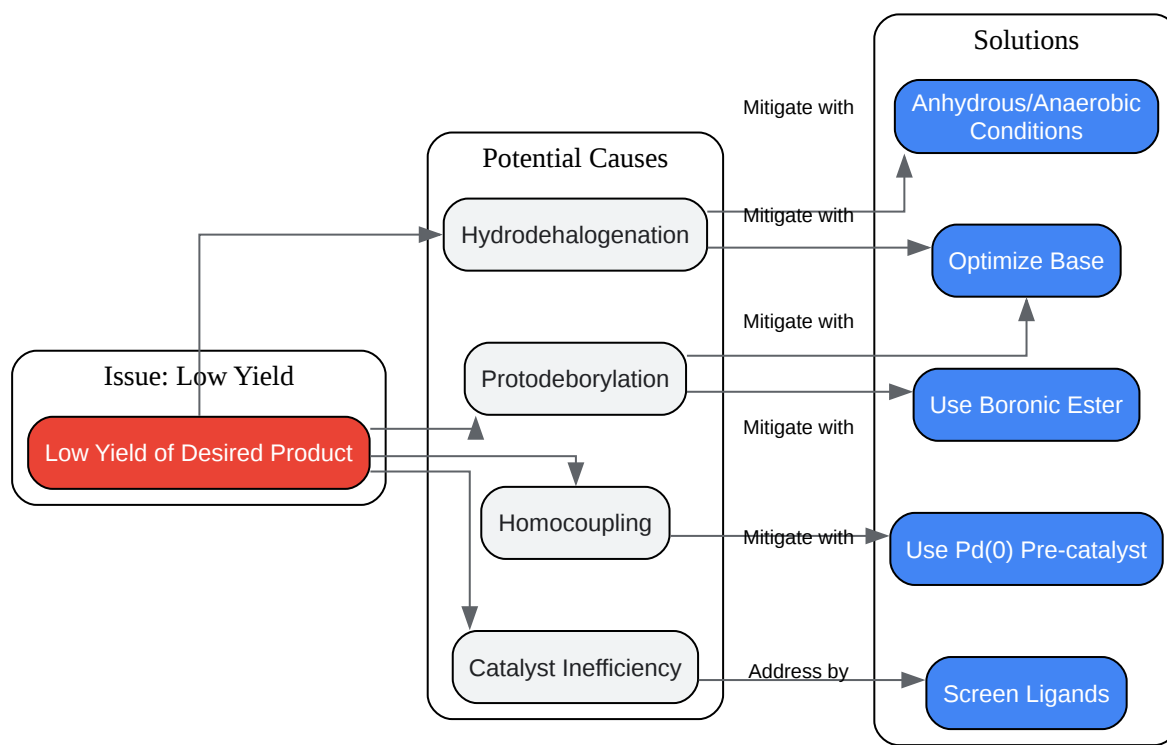 Solutions
Anhydrous/Anaerobic
Conditions
Mitigate with
Potential Causes
Hydrodehalogenation
Mitigate with
Optimize Base
Mitigate with
Issue: Low Yield
Protodeborylation
Use Boronic Ester
Low Yield of Desired Product
Mitigate with
Homocoupling
Mitigate with
Use Pd(0) Pre-catalyst
Catalyst Inefficiency
Address by
Screen Ligands